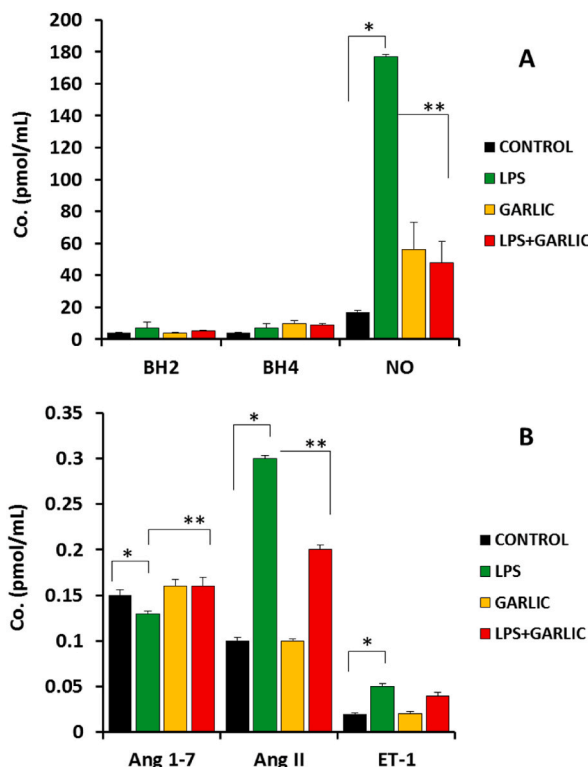 200
180
160
140
120
100
80
60
40
20
0
Co. (pmol/mL)
*
**
A
CONTROL
LPS
GARLIC
LPS+GARLIC
BH2 BH4 NO
0.35
0.3
0.25
0.2
0.15
0.1
0.05
0
Co. (pmol/mL)
*
**
*
**
*
B
CONTROL
LPS
GARLIC
LPS+GARLIC
Ang 1-7 Ang II ET-1